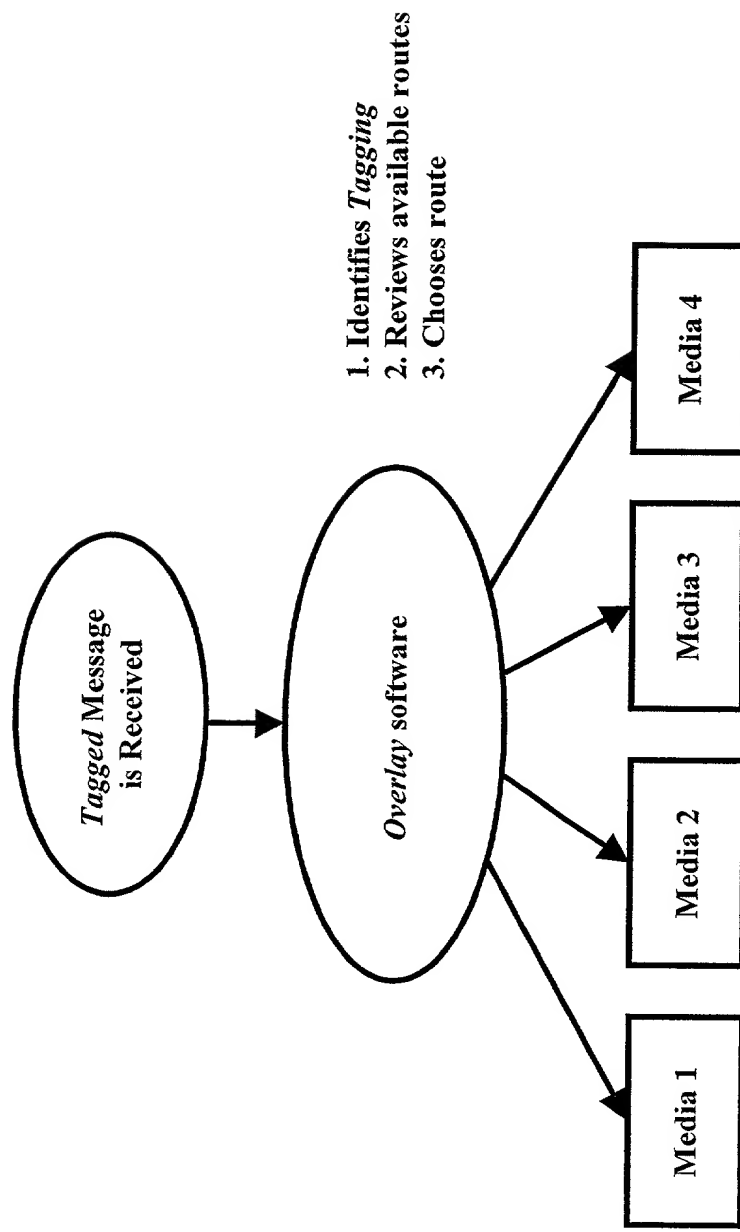 Tagged Message
is Received
Overlay software
1. Identifies Tagging
2. Reviews available routes
3. Chooses route
Media 1
Media 2
Media 3
Media 4